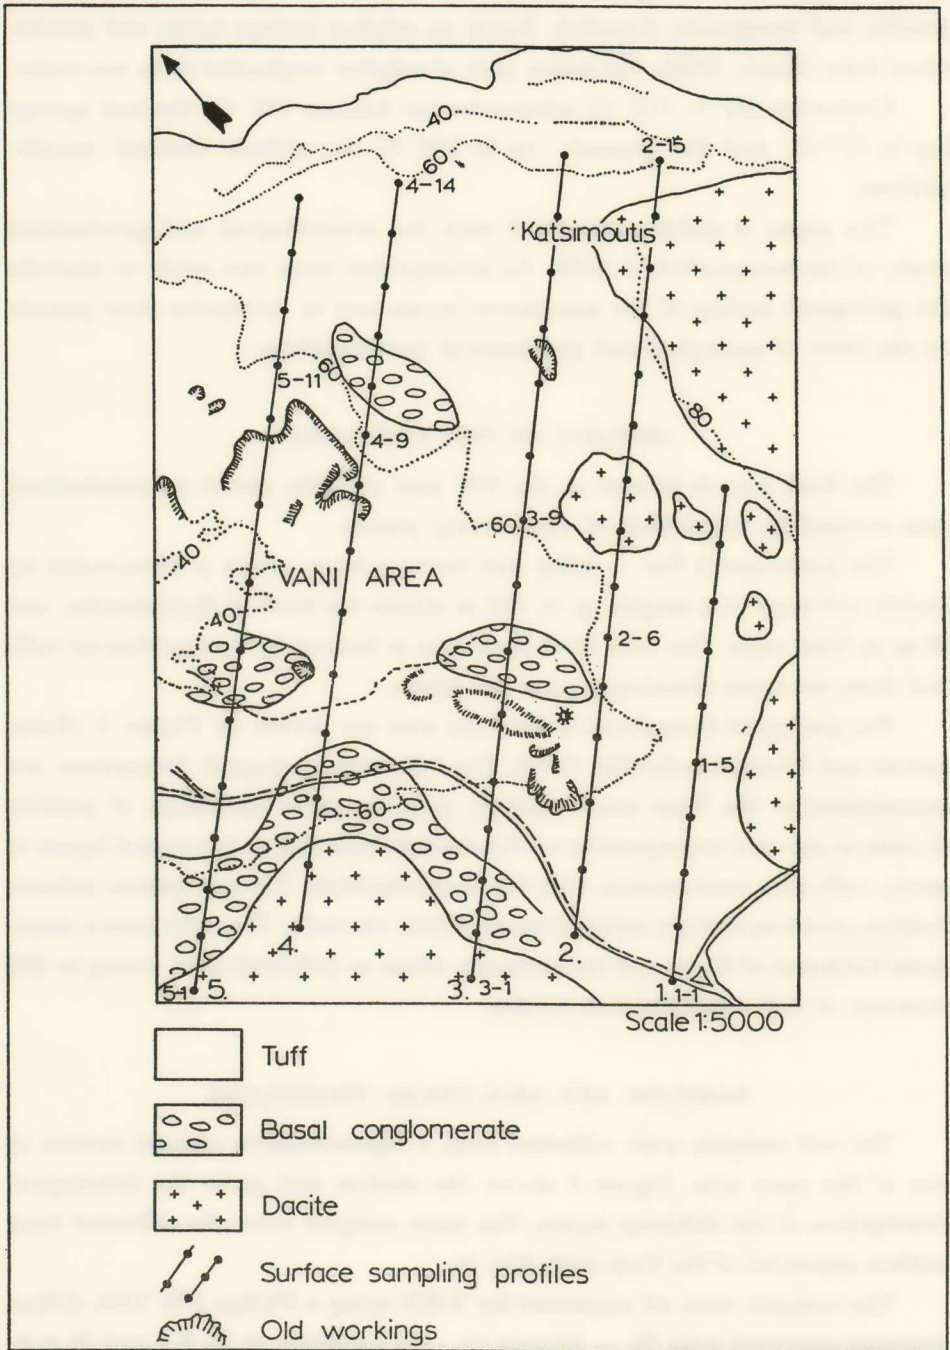 40
2-15
60
4-14
Katsimoutis
60
5-11
80
4-9
60
3-9
40
VANI AREA
40
2-6
1-5
60
4.
2.
5-1 5.
3. 3-1
1. 1-1
Scale 1:5000
Tuff
Basal conglomerate
Dacite
Surface sampling profiles
Old workings